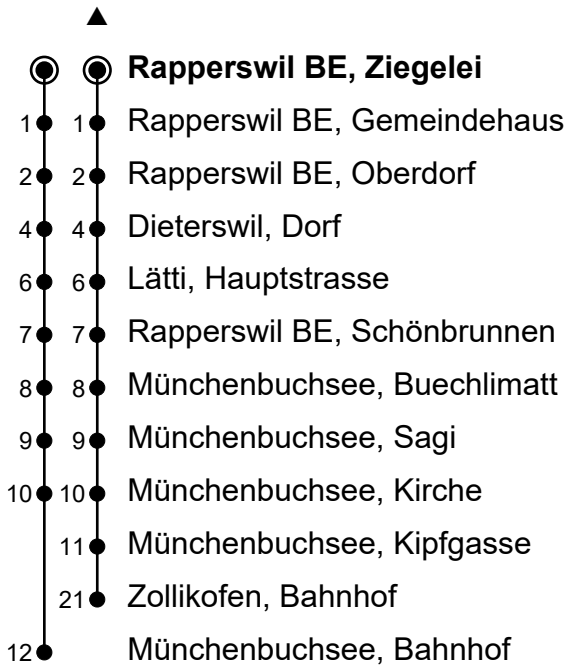 ▲
Rapperswil BE, Ziegelei
1 1 Rapperswil BE, Gemeindehaus
2 2 Rapperswil BE, Oberdorf
4 4 Dieterswil, Dorf
6 6 Lätti, Hauptstrasse
7 7 Rapperswil BE, Schönbrunnen
8 8 Münchenbuchsee, Buechlimatt
9 9 Münchenbuchsee, Sagi
10 10 Münchenbuchsee, Kirche
11 Münchenbuchsee, Kipfgasse
21 Zollikofen, Bahnhof
12 Münchenbuchsee, Bahnhof